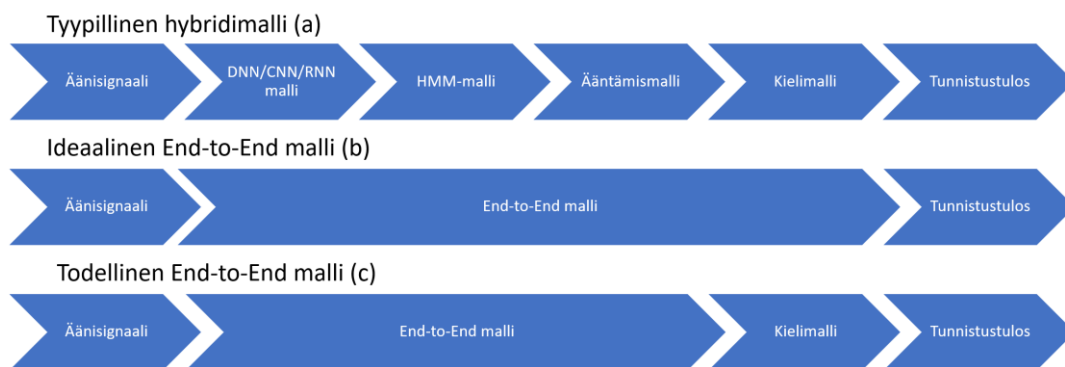 Tyypillinen hybridimalli (a)
Äänisignaali
DNN/CNN/RNN
malli
HMM-malli
Ääntämismalli
Kielimalli
Tunnistustulos
Ideaalinen End-to-End malli (b)
Äänisignaali
End-to-End malli
Tunnistustulos
Todellinen End-to-End malli (c)
Äänisignaali
End-to-End malli
Kielimalli
Tunnistustulos